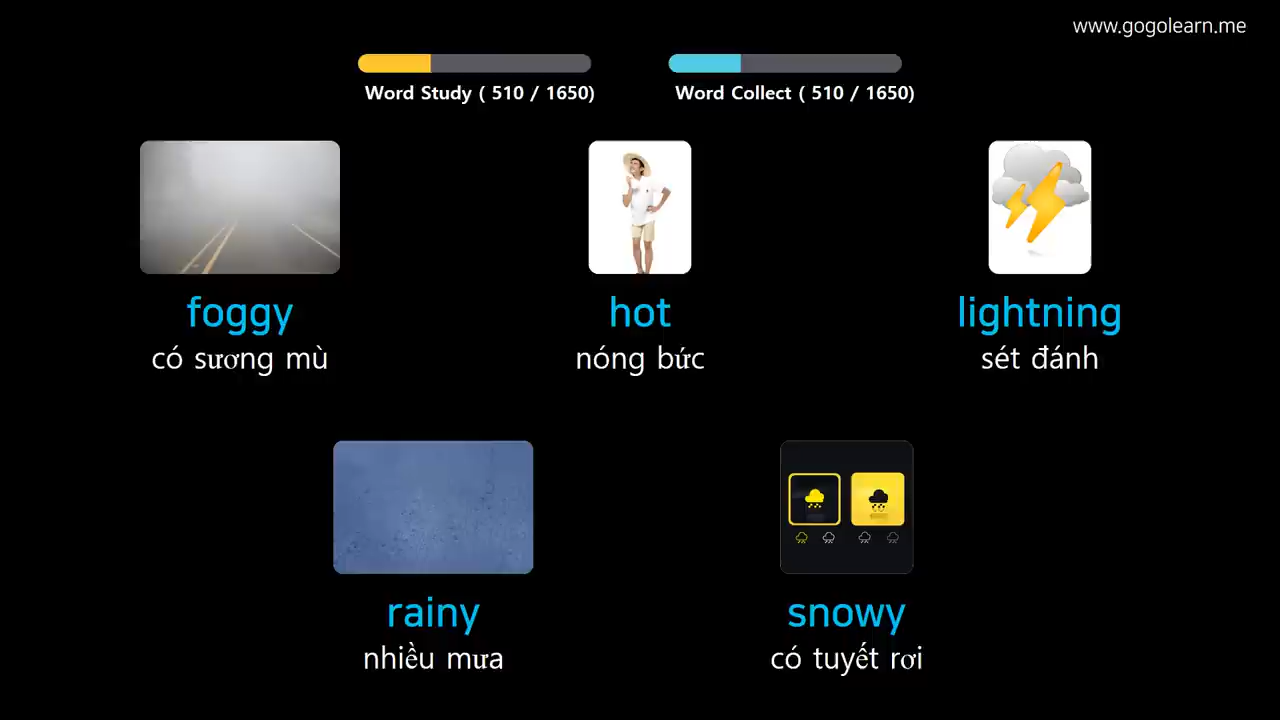 www.gogolearn.me
Word Study ( 510 / 1650)
Word Collect ( 510 / 1650)
foggy
có sương mù
hot
nóng bức
lightning
sét đánh
rainy
nhiều mưa
snowy
có tuyết rơi